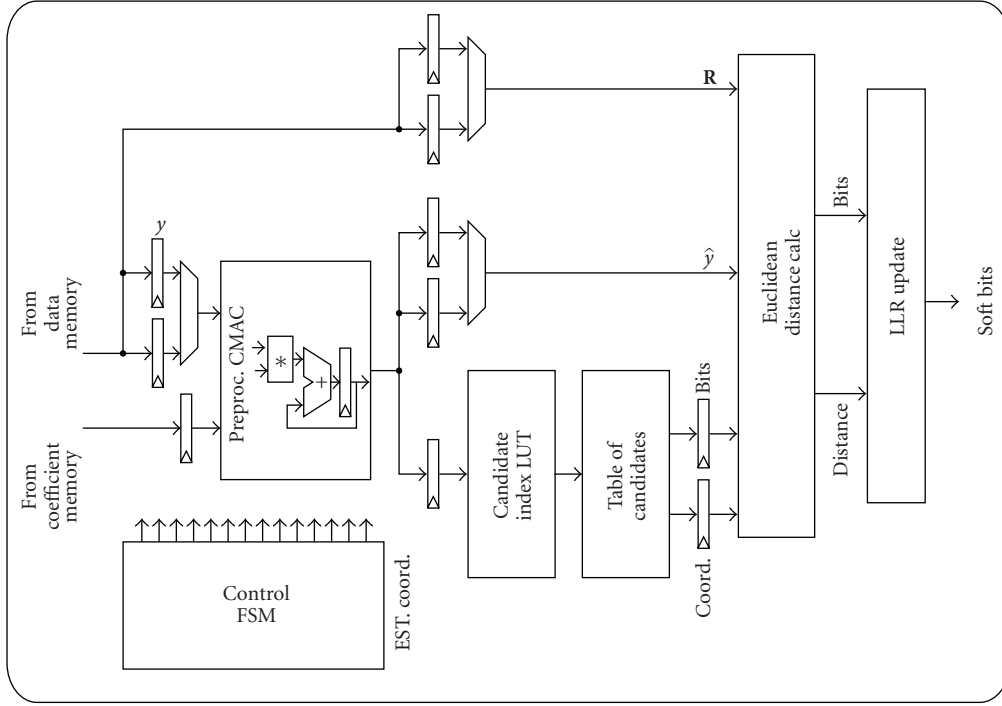 From
data
memory
From
coefficient
memory
y
Preproc. CMAC
*
+
Control
FSM
EST. coord.
Candidate
index LUT
Table of
candidates
Coord.
Bits
ŷ
R
Euclidean
distance calc
Distance
Bits
LLR update
Soft bits